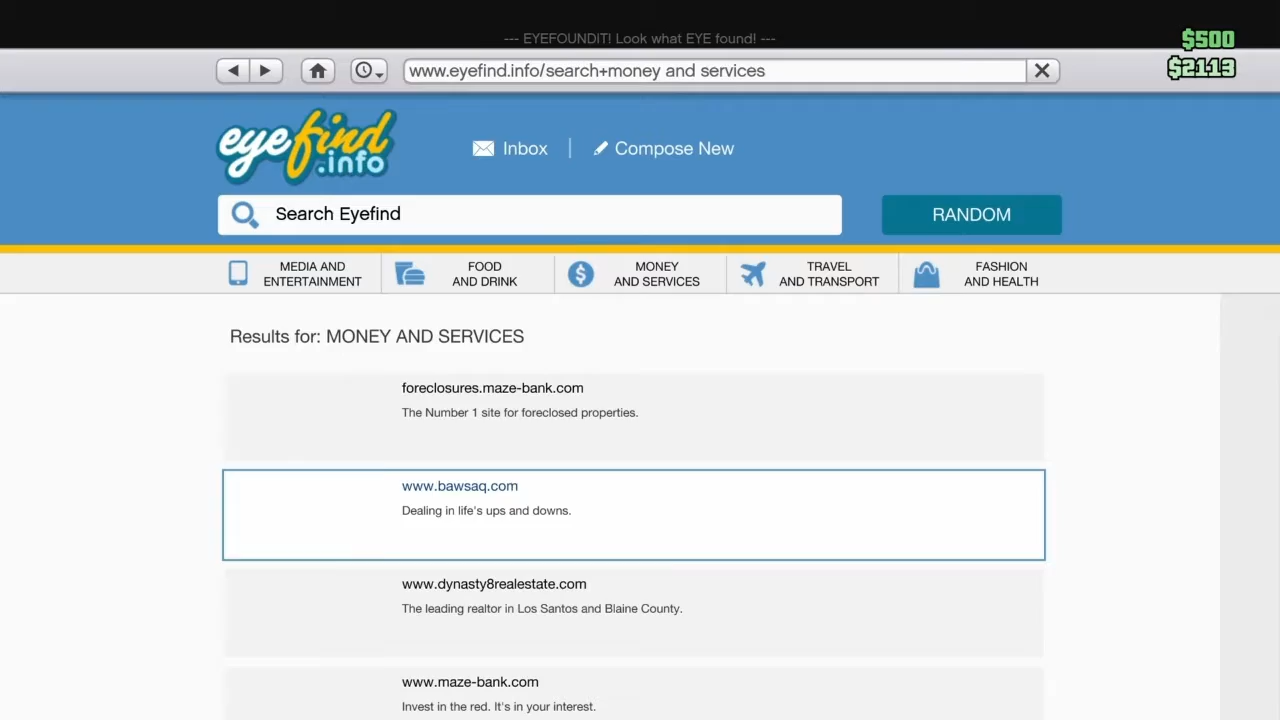 --- EYEFOUNDIT! Look what EYE found! ---
$500
$2113
www.eyefind.info/search+money and services
eyefind
.info
Inbox
Compose New
Search Eyefind
RANDOM
MEDIA AND
ENTERTAINMENT
FOOD
AND DRINK
MONEY
AND SERVICES
TRAVEL
AND TRANSPORT
FASHION
AND HEALTH
Results for: MONEY AND SERVICES
foreclosures.maze-bank.com
The Number 1 site for foreclosed properties.
www.bawsaq.com
Dealing in life's ups and downs.
www.dynasty8realestate.com
The leading realtor in Los Santos and Blaine County.
www.maze-bank.com
Invest in the red. It's in your interest.